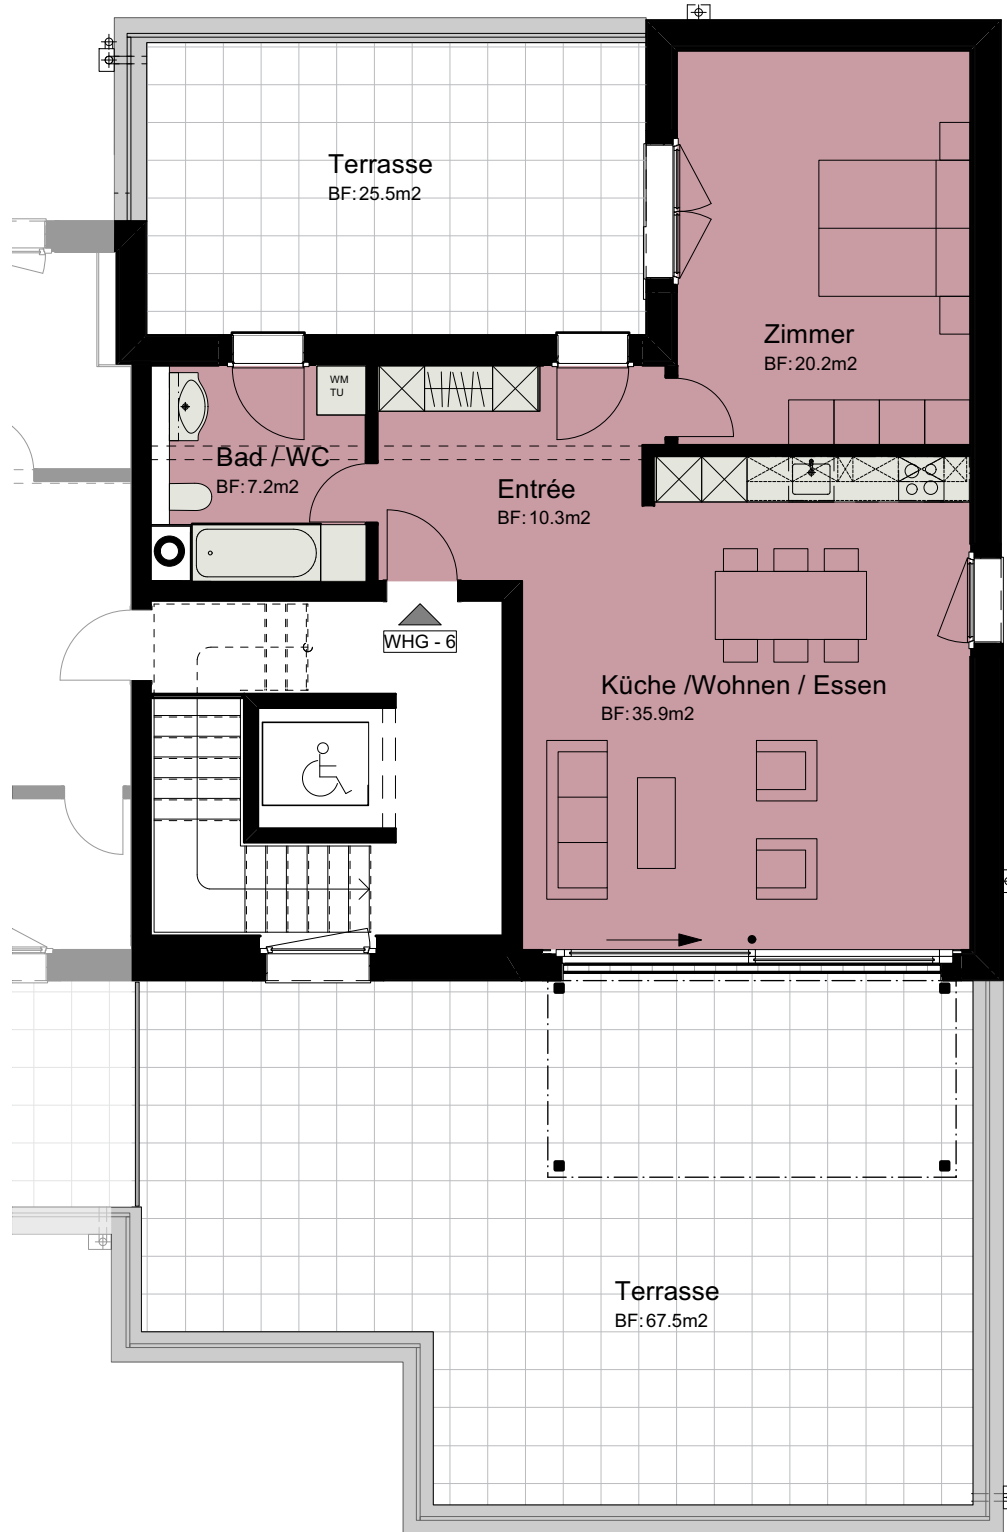 Terrasse
BF: 25.5m2
Zimmer
BF: 20.2m2
WM
TU
Bad / WC
BF: 7.2m2
Entrée
BF: 10.3m2
WHG - 6
Küche /Wohnen / Essen
BF: 35.9m2
Terrasse
BF: 67.5m2